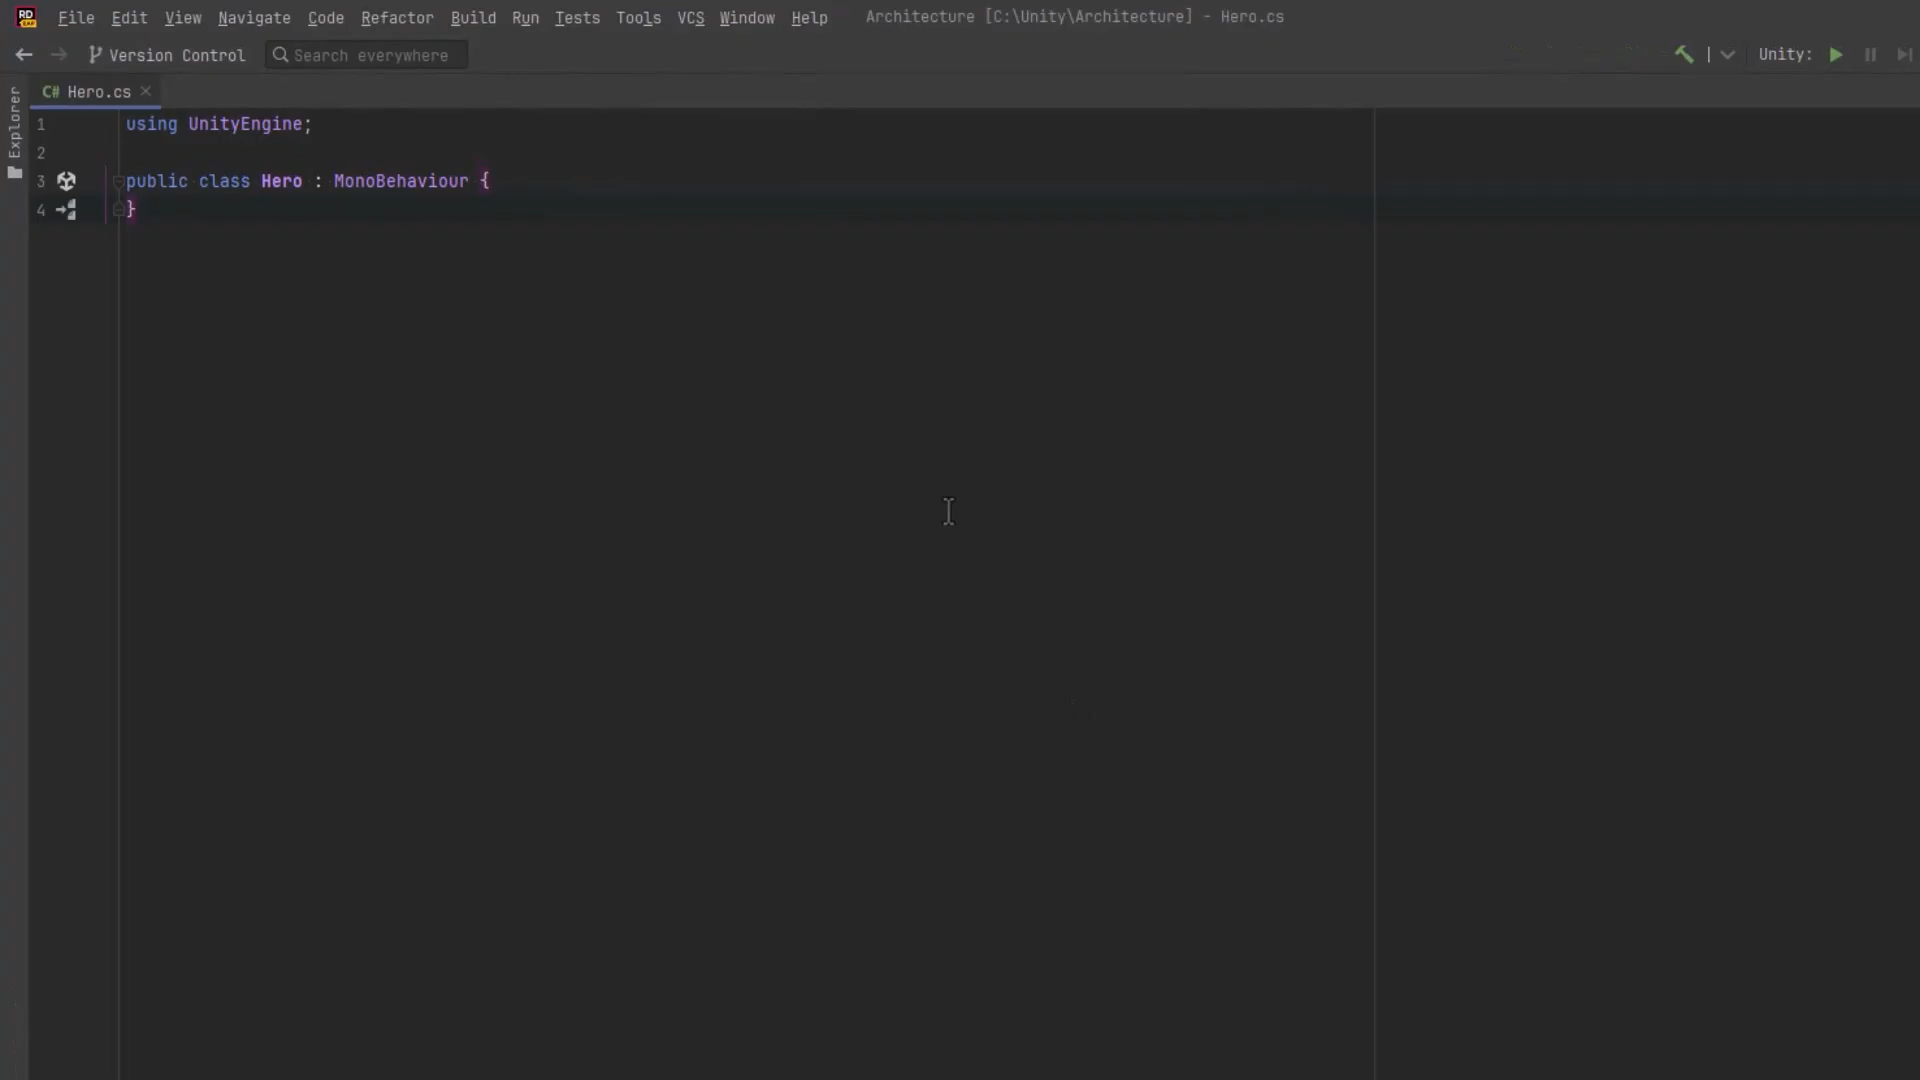 RD
File Edit View Navigate Code Refactor Build Run Tests Tools VCS Window Help Architecture [C:\Unity\Architecture] - Hero.cs
Version Control Search everywhere Unity:
Explorer
C# Hero.cs
1 using UnityEngine;
2
3 public class Hero : MonoBehaviour {
4 }